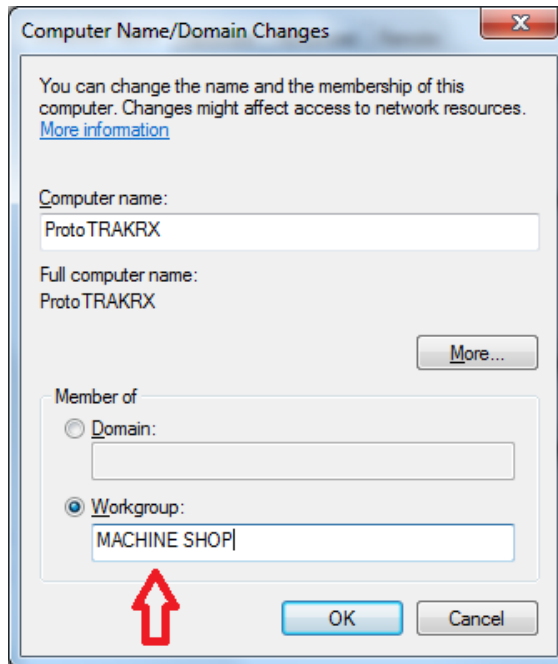 Computer Name/Domain Changes
You can change the name and the membership of this
computer. Changes might affect access to network resources.
More information
Computer name:
ProtoTRAKRX
Full computer name:
ProtoTRAKRX
More...
Member of
Domain:
Workgroup:
MACHINE SHOP
OK
Cancel